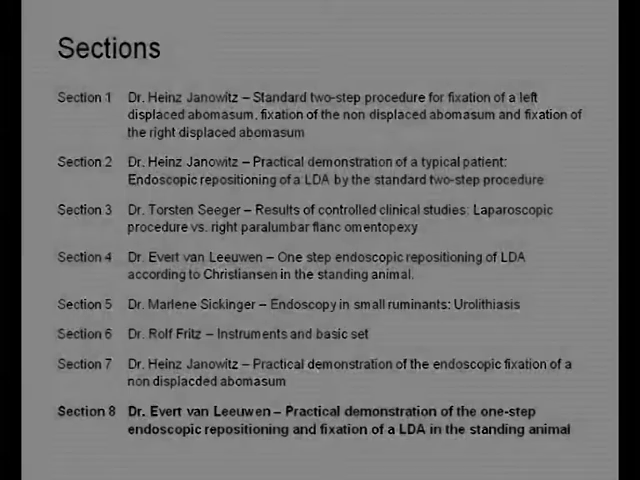 Sections
Section 1 Dr. Heinz Janowitz – Standard two-step procedure for fixation of a left
displaced abomasum, fixation of the non displaced abomasum and fixation of
the right displaced abomasum
Section 2 Dr. Heinz Janowitz – Practical demonstration of a typical patient:
Endoscopic repositioning of a LDA by the standard two-step procedure
Section 3 Dr. Torsten Seeger – Results of controlled clinical studies: Laparoscopic
procedure vs. right paralumbar flanc omentopexy
Section 4 Dr. Evert van Leeuwen – One step endoscopic repositioning of LDA
according to Christiansen in the standing animal.
Section 5 Dr. Marlene Sickinger – Endoscopy in small ruminants: Urolithiasis
Section 6 Dr. Rolf Fritz – Instruments and basic set
Section 7 Dr. Heinz Janowitz – Practical demonstration of the endoscopic fixation of a
non displacded abomasum
Section 8 Dr. Evert van Leeuwen – Practical demonstration of the one-step
endoscopic repositioning and fixation of a LDA in the standing animal